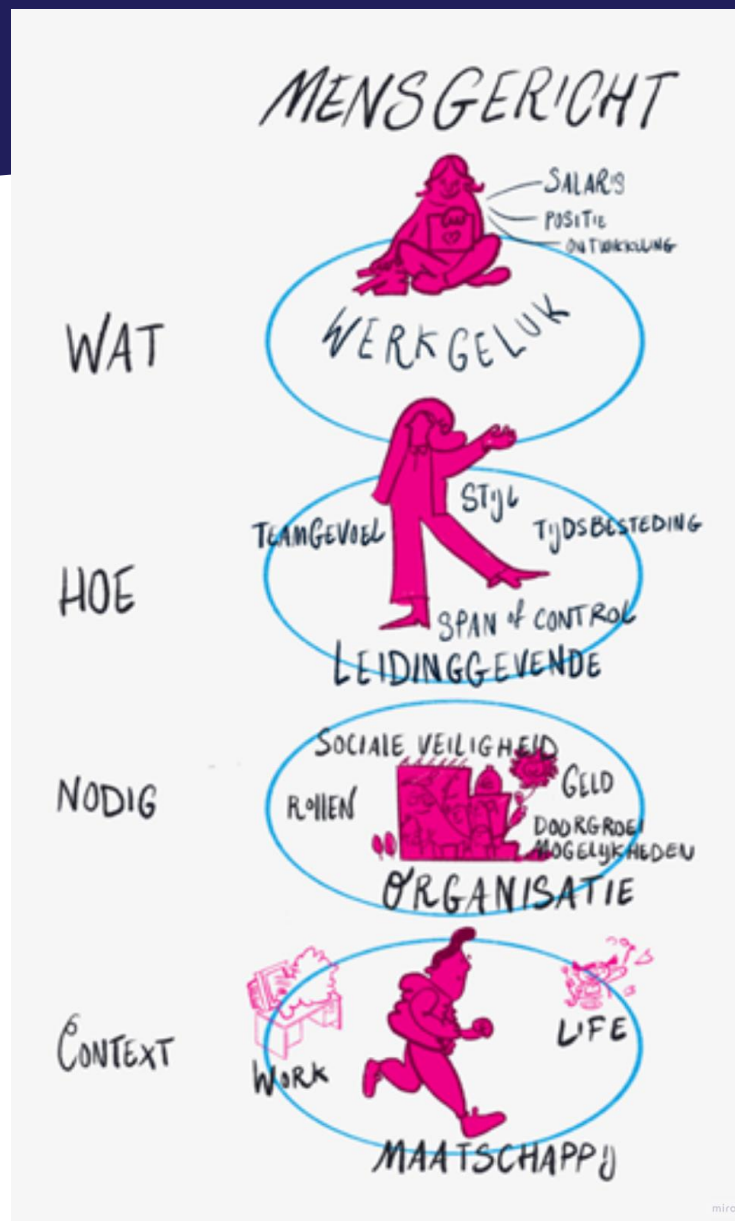 MENSGERICHT
SALARIS
POSITIE
ONTWIKKELING
WAT
WERKGELUK
TEAMGEVOEL
STIJL
TIJDSBESTEDING
HOE
SPAN of CONTROL
LEIDINGGEVENDE
SOCIALE VEILIGHEID
NODIG
ROLLEN
GELD
DOORGROEI
MOGELIJKHEDEN
ORGANISATIE
CONTEXT
WORK
LIFE
MAATSCHAPPIJ
miro